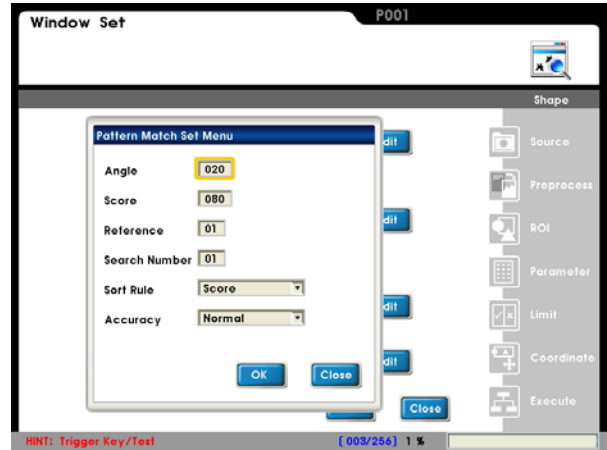 Window Set
P001
Shape
Pattern Match Set Menu
dit
Source
Angle
020
Preprocess
Score
080
dit
Reference
01
ROI
Search Number
01
Parameter
Sort Rule
Score
dit
Limit
Accuracy
Normal
dit
Coordinate
OK
Close
Close
Execute
HINT: Trigger Key/Test
[003/256] 1 %